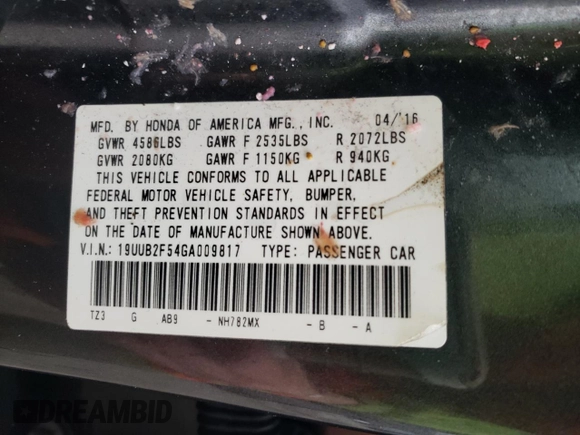 MFD. BY HONDA OF AMERICA MFG., INC. 04/'16
GVWR 4586LBS GAWR F 2535LBS R 2072LBS
GVWR 2080KG GAWR F 1150KG R 940KG
THIS VEHICLE CONFORMS TO ALL APPLICABLE
FEDERAL MOTOR VEHICLE SAFETY, BUMPER,
AND THEFT PREVENTION STANDARDS IN EFFECT
ON THE DATE OF MANUFACTURE SHOWN ABOVE.
V.I.N.: 19UUB2F54GA009817 TYPE: PASSENGER CAR
TZ3 G AB9 - NH782MX - B - A
DREAMBID